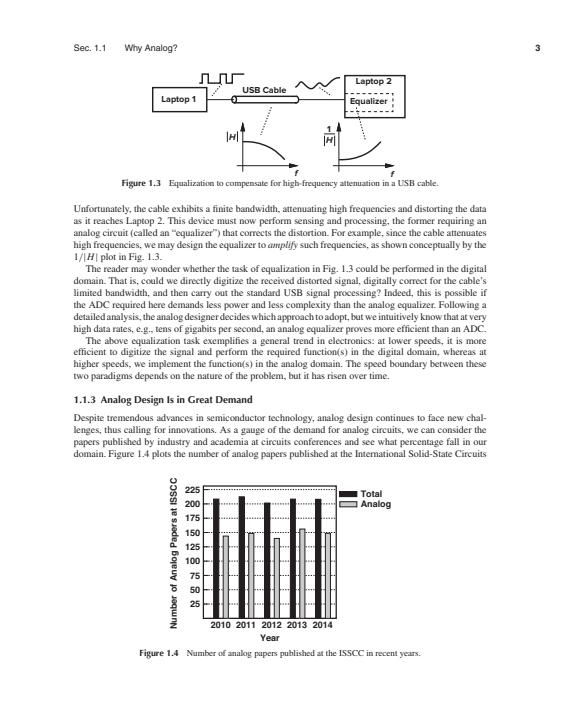 Sec. 1.1 Why Analog? 3
Laptop 1
USB Cable
Laptop 2
Equalizer
|H|
f
1
|H|
f
Figure 1.3 Equalization to compensate for high-frequency attenuation in a USB cable.
Unfortunately, the cable exhibits a finite bandwidth, attenuating high frequencies and distorting the data
as it reaches Laptop 2. This device must now perform sensing and processing, the former requiring an
analog circuit (called an “equalizer”) that corrects the distortion. For example, since the cable attenuates
high frequencies, we may design the equalizer to amplify such frequencies, as shown conceptually by the
1/|H| plot in Fig. 1.3.
The reader may wonder whether the task of equalization in Fig. 1.3 could be performed in the digital
domain. That is, could we directly digitize the received distorted signal, digitally correct for the cable’s
limited bandwidth, and then carry out the standard USB signal processing? Indeed, this is possible if
the ADC required here demands less power and less complexity than the analog equalizer. Following a
detailed analysis, the analog designer decides which approach to adopt, but we intuitively know that at very
high data rates, e.g., tens of gigabits per second, an analog equalizer proves more efficient than an ADC.
The above equalization task exemplifies a general trend in electronics: at lower speeds, it is more
efficient to digitize the signal and perform the required function(s) in the digital domain, whereas at
higher speeds, we implement the function(s) in the analog domain. The speed boundary between these
two paradigms depends on the nature of the problem, but it has risen over time.
1.1.3 Analog Design Is in Great Demand
Despite tremendous advances in semiconductor technology, analog design continues to face new chal-
lenges, thus calling for innovations. As a gauge of the demand for analog circuits, we can consider the
papers published by industry and academia at circuits conferences and see what percentage fall in our
domain. Figure 1.4 plots the number of analog papers published at the International Solid-State Circuits
Number of Analog Papers at ISSCC
225
200
175
150
125
100
75
50
25
Total
Analog
2010 2011 2012 2013 2014
Year
Figure 1.4 Number of analog papers published at the ISSCC in recent years.